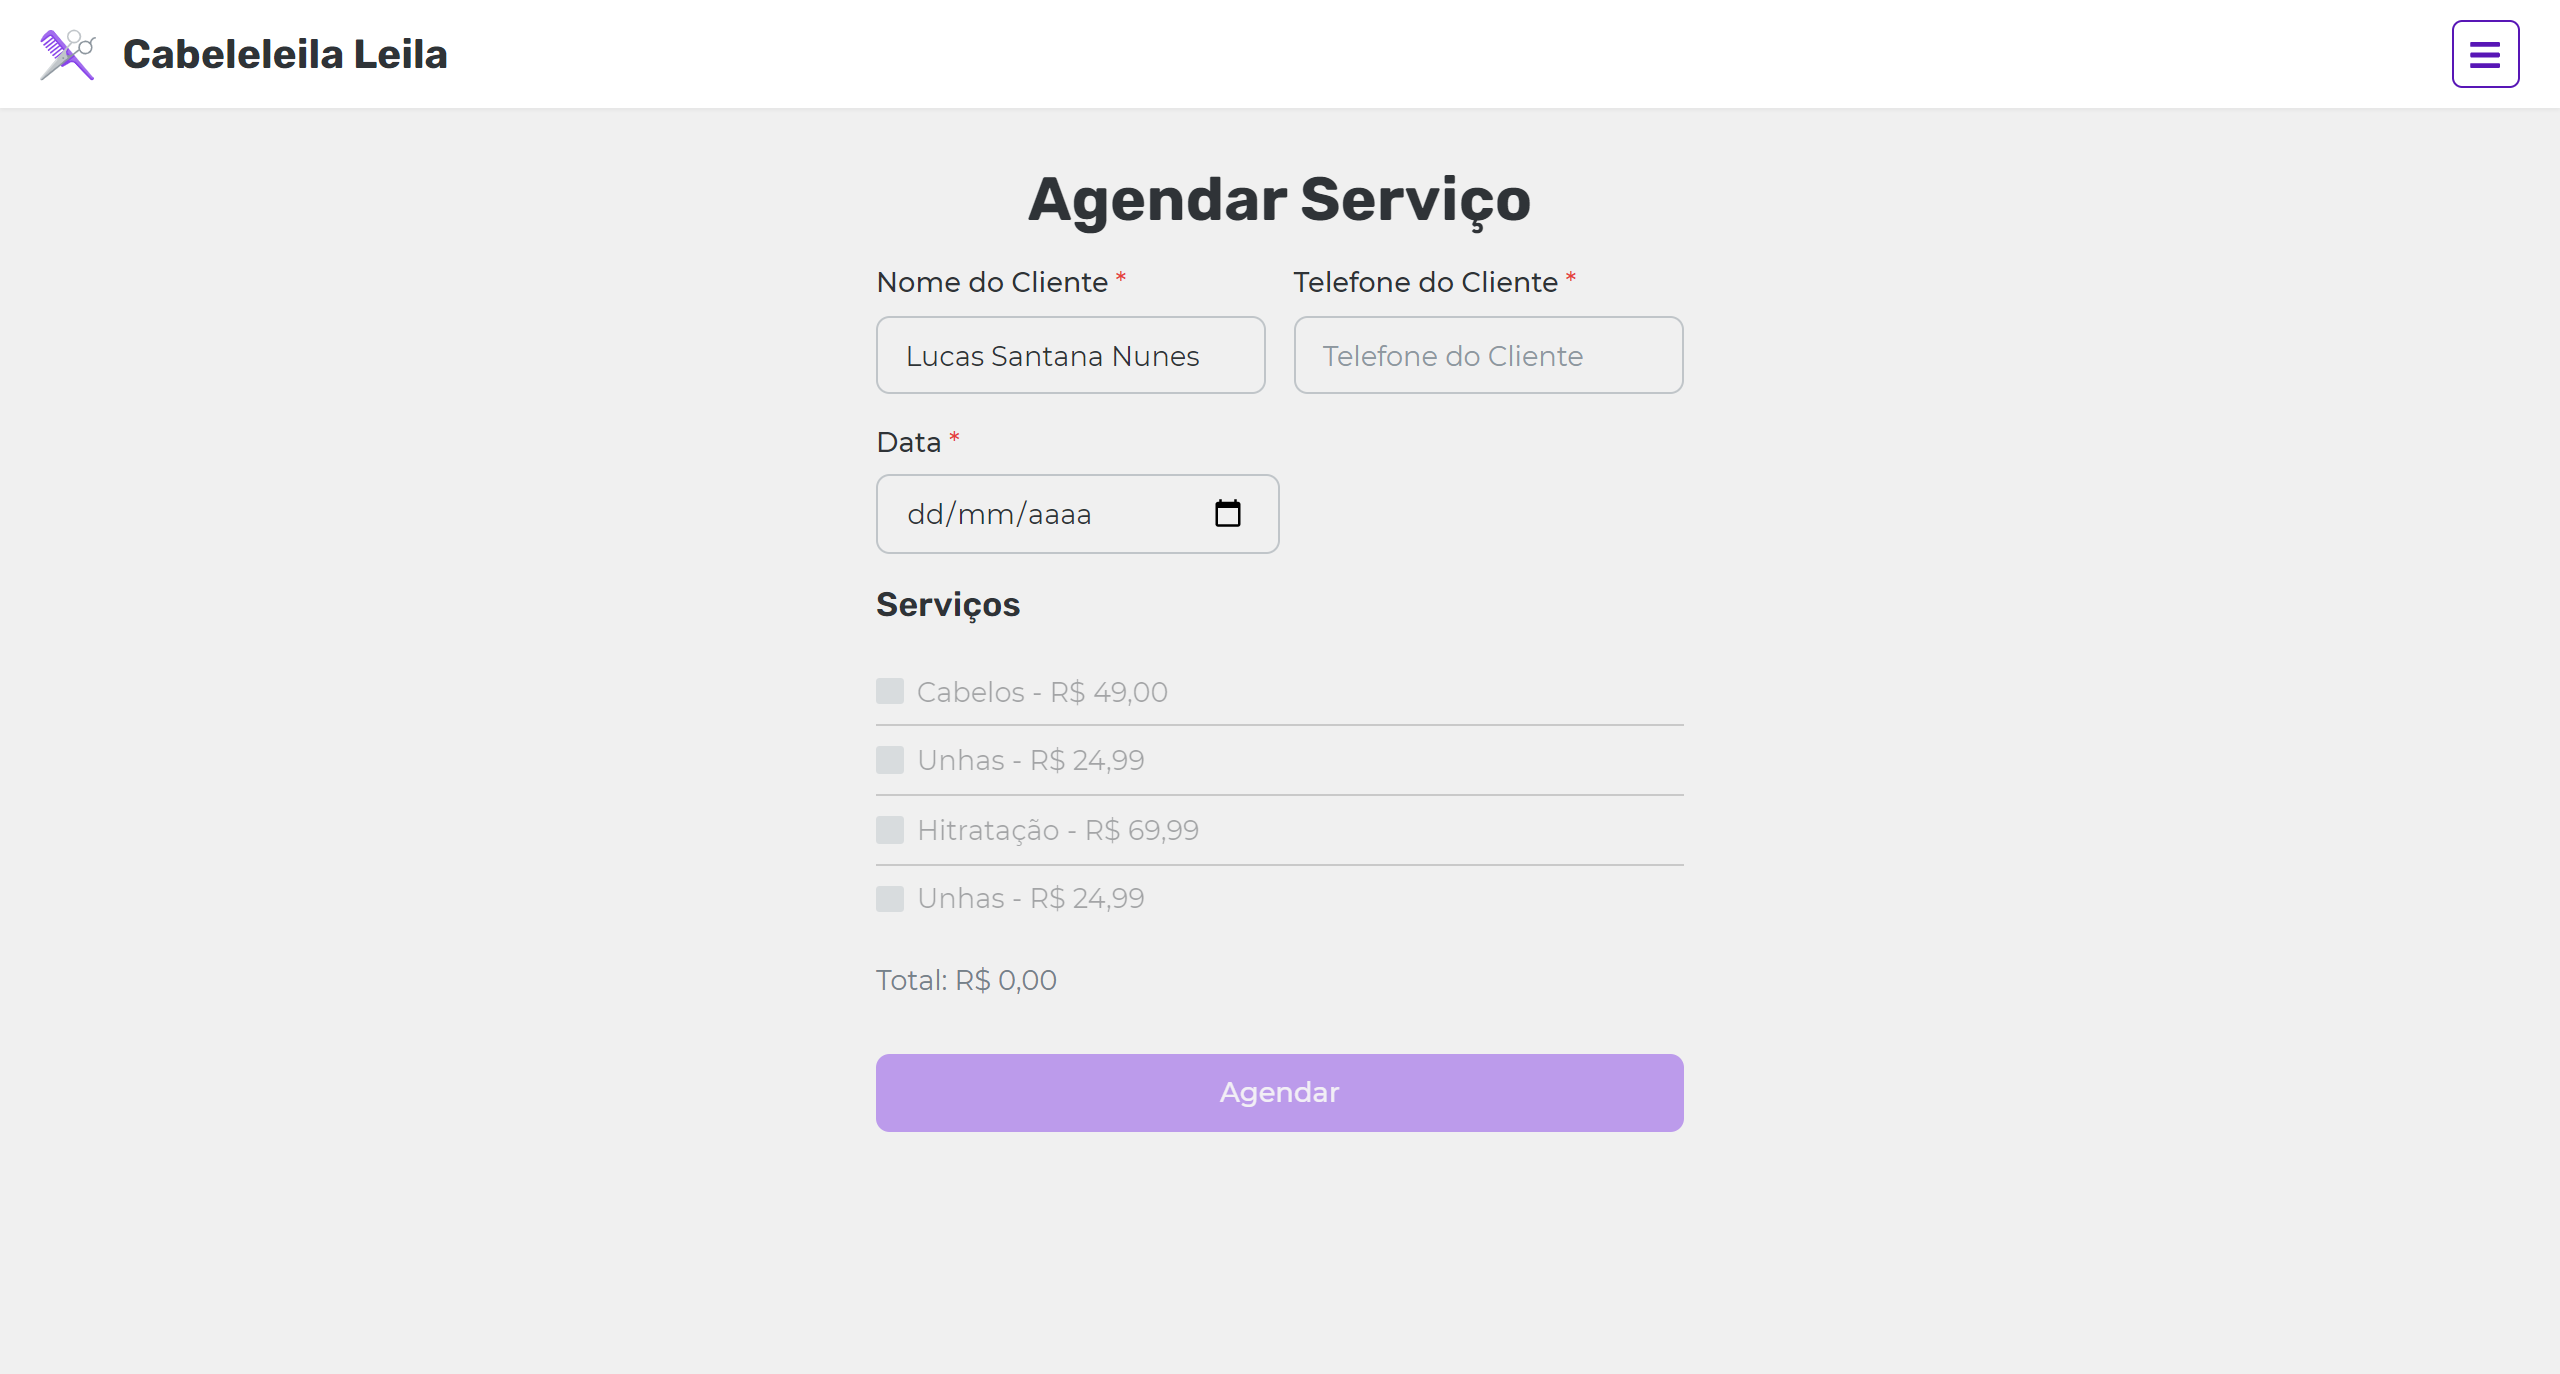 Cabeleleila Leila
Agendar Serviço
Nome do Cliente * Telefone do Cliente *
Lucas Santana Nunes Telefone do Cliente
Data *
dd/mm/aaaa
Serviços
Cabelos - R$ 49,00
Unhas - R$ 24,99
Hitratação - R$ 69,99
Unhas - R$ 24,99
Total: R$ 0,00
Agendar